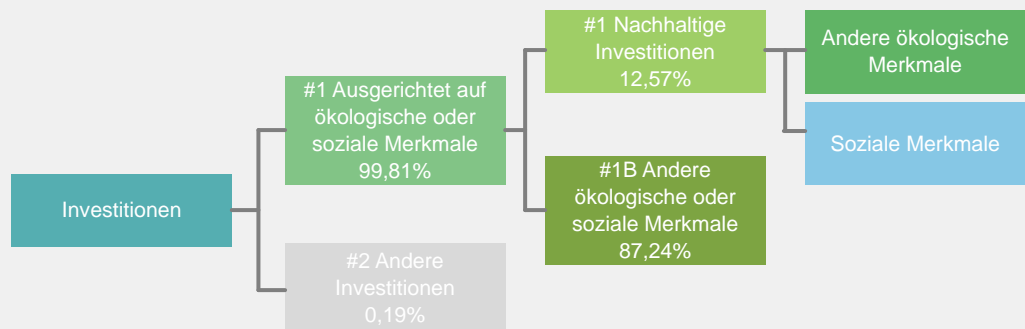 Investitionen
#1 Ausgerichtet auf
ökologische oder
soziale Merkmale
99,81%
#2 Andere
Investitionen
0,19%
#1 Nachhaltige
Investitionen
12,57%
#1B Andere
ökologische oder
soziale Merkmale
87,24%
Andere ökologische
Merkmale
Soziale Merkmale